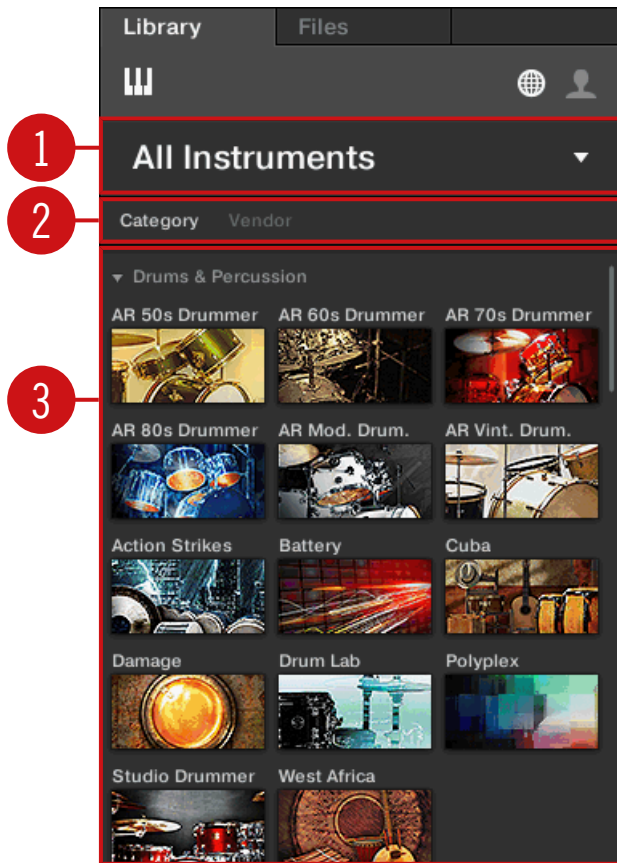 Library Files
1 All Instruments
2 Category Vendor
Drums & Percussion
AR 50s Drummer AR 60s Drummer AR 70s Drummer
3
AR 80s Drummer AR Mod. Drum. AR Vint. Drum.
Action Strikes Battery Cuba
Damage Drum Lab Polyplex
Studio Drummer West Africa